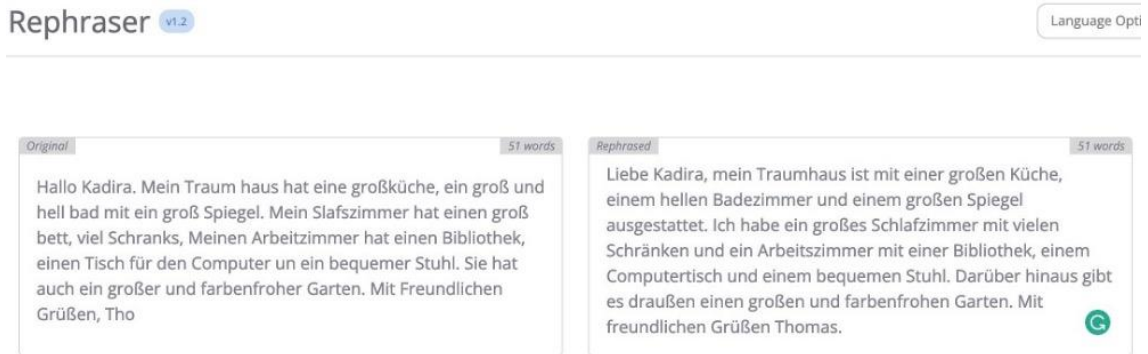 Rephraser v1.2
Language Opti
Original 51 words
Hallo Kadira. Mein Traum haus hat eine großküche, ein groß und
hell bad mit ein groß Spiegel. Mein Slafszimmer hat einen groß
bett, viel Schranks, Meinen Arbeitzimmer hat einen Bibliothek,
einen Tisch für den Computer un ein bequemer Stuhl. Sie hat
auch ein großer und farbenfroher Garten. Mit Freundlichen
Grüßen, Tho
Rephrased 51 words
Liebe Kadira, mein Traumhaus ist mit einer großen Küche,
einem hellen Badezimmer und einem großen Spiegel
ausgestattet. Ich habe ein großes Schlafzimmer mit vielen
Schränken und ein Arbeitszimmer mit einer Bibliothek, einem
Computertisch und einem bequemen Stuhl. Darüber hinaus gibt
es draußen einen großen und farbenfrohen Garten. Mit
freundlichen Grüßen Thomas.